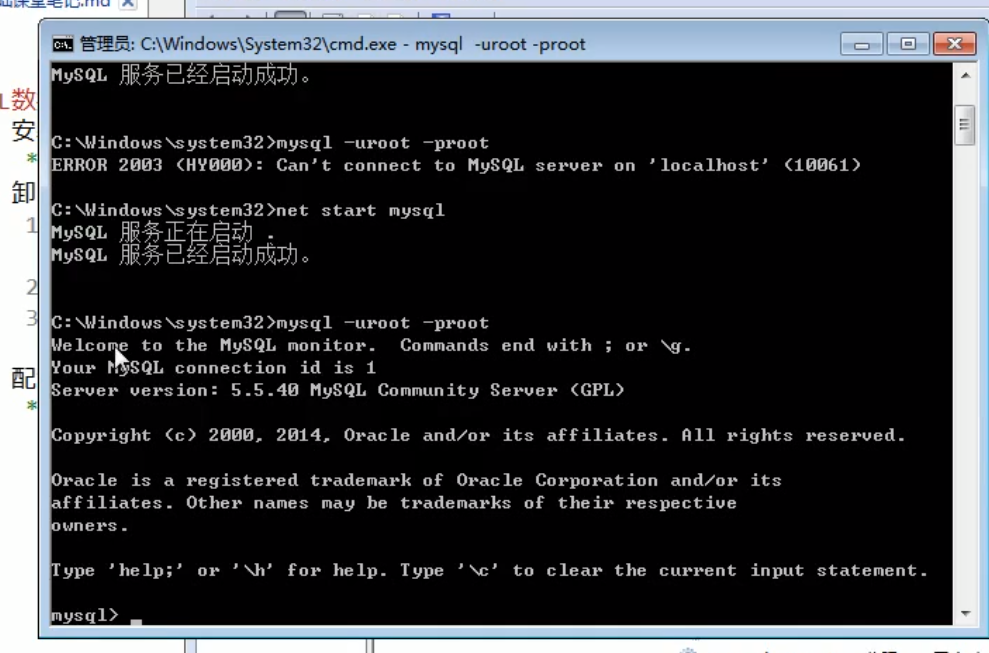 础课堂笔记.md
管理员: C:\Windows\System32\cmd.exe - mysql  -uroot -proot
L数
安
*
卸
1
2
3
配
*
MySQL 服务已经启动成功。
C:\Windows\system32>mysql -uroot -proot
ERROR 2003 (HY000): Can't connect to MySQL server on 'localhost' (10061)
C:\Windows\system32>net start mysql
MySQL 服务正在启动 .
MySQL 服务已经启动成功。
C:\Windows\system32>mysql -uroot -proot
Welcome to the MySQL monitor.  Commands end with ; or \g.
Your MySQL connection id is 1
Server version: 5.5.40 MySQL Community Server (GPL)
Copyright (c) 2000, 2014, Oracle and/or its affiliates. All rights reserved.
Oracle is a registered trademark of Oracle Corporation and/or its
affiliates. Other names may be trademarks of their respective
owners.
Type 'help;' or '\h' for help. Type '\c' to clear the current input statement.
mysql> _